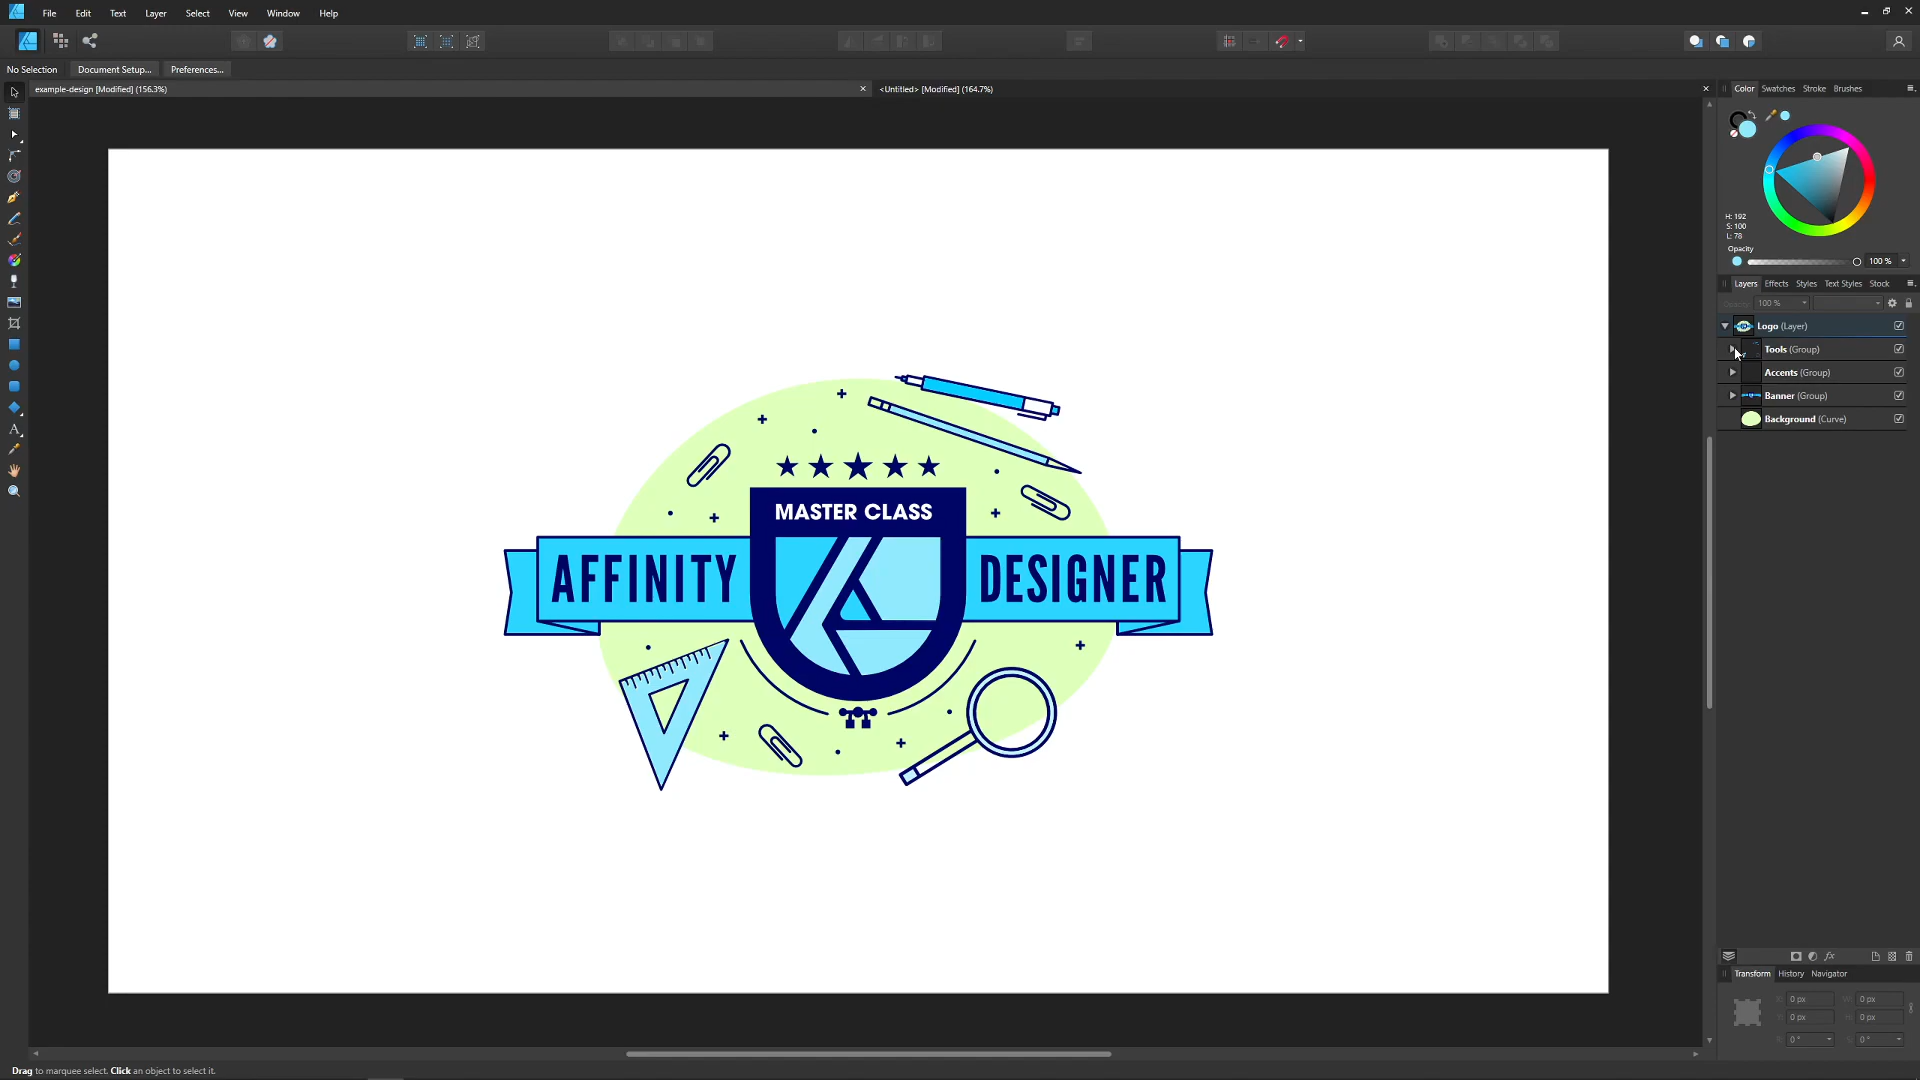 File Edit Text Layer Select View Window Help
No Selection Document Setup... Preferences...
example-design [Modified] (156.3%)
<Untitled> [Modified] (164.7%)
Color Swatches Stroke Brushes
H: 192
S: 100
L: 78
Opacity
100 %
Layers Effects Styles Text Styles Stock
Opacity: 100 %
Logo (Layer)
Tools (Group)
Accents (Group)
Banner (Group)
Background (Curve)
MASTER CLASS
AFFINITY DESIGNER
Transform History Navigator
X: 0 px W: 0 px
Y: 0 px H: 0 px
R: 0 ° S: 0 °
Drag to marquee select. Click an object to select it.